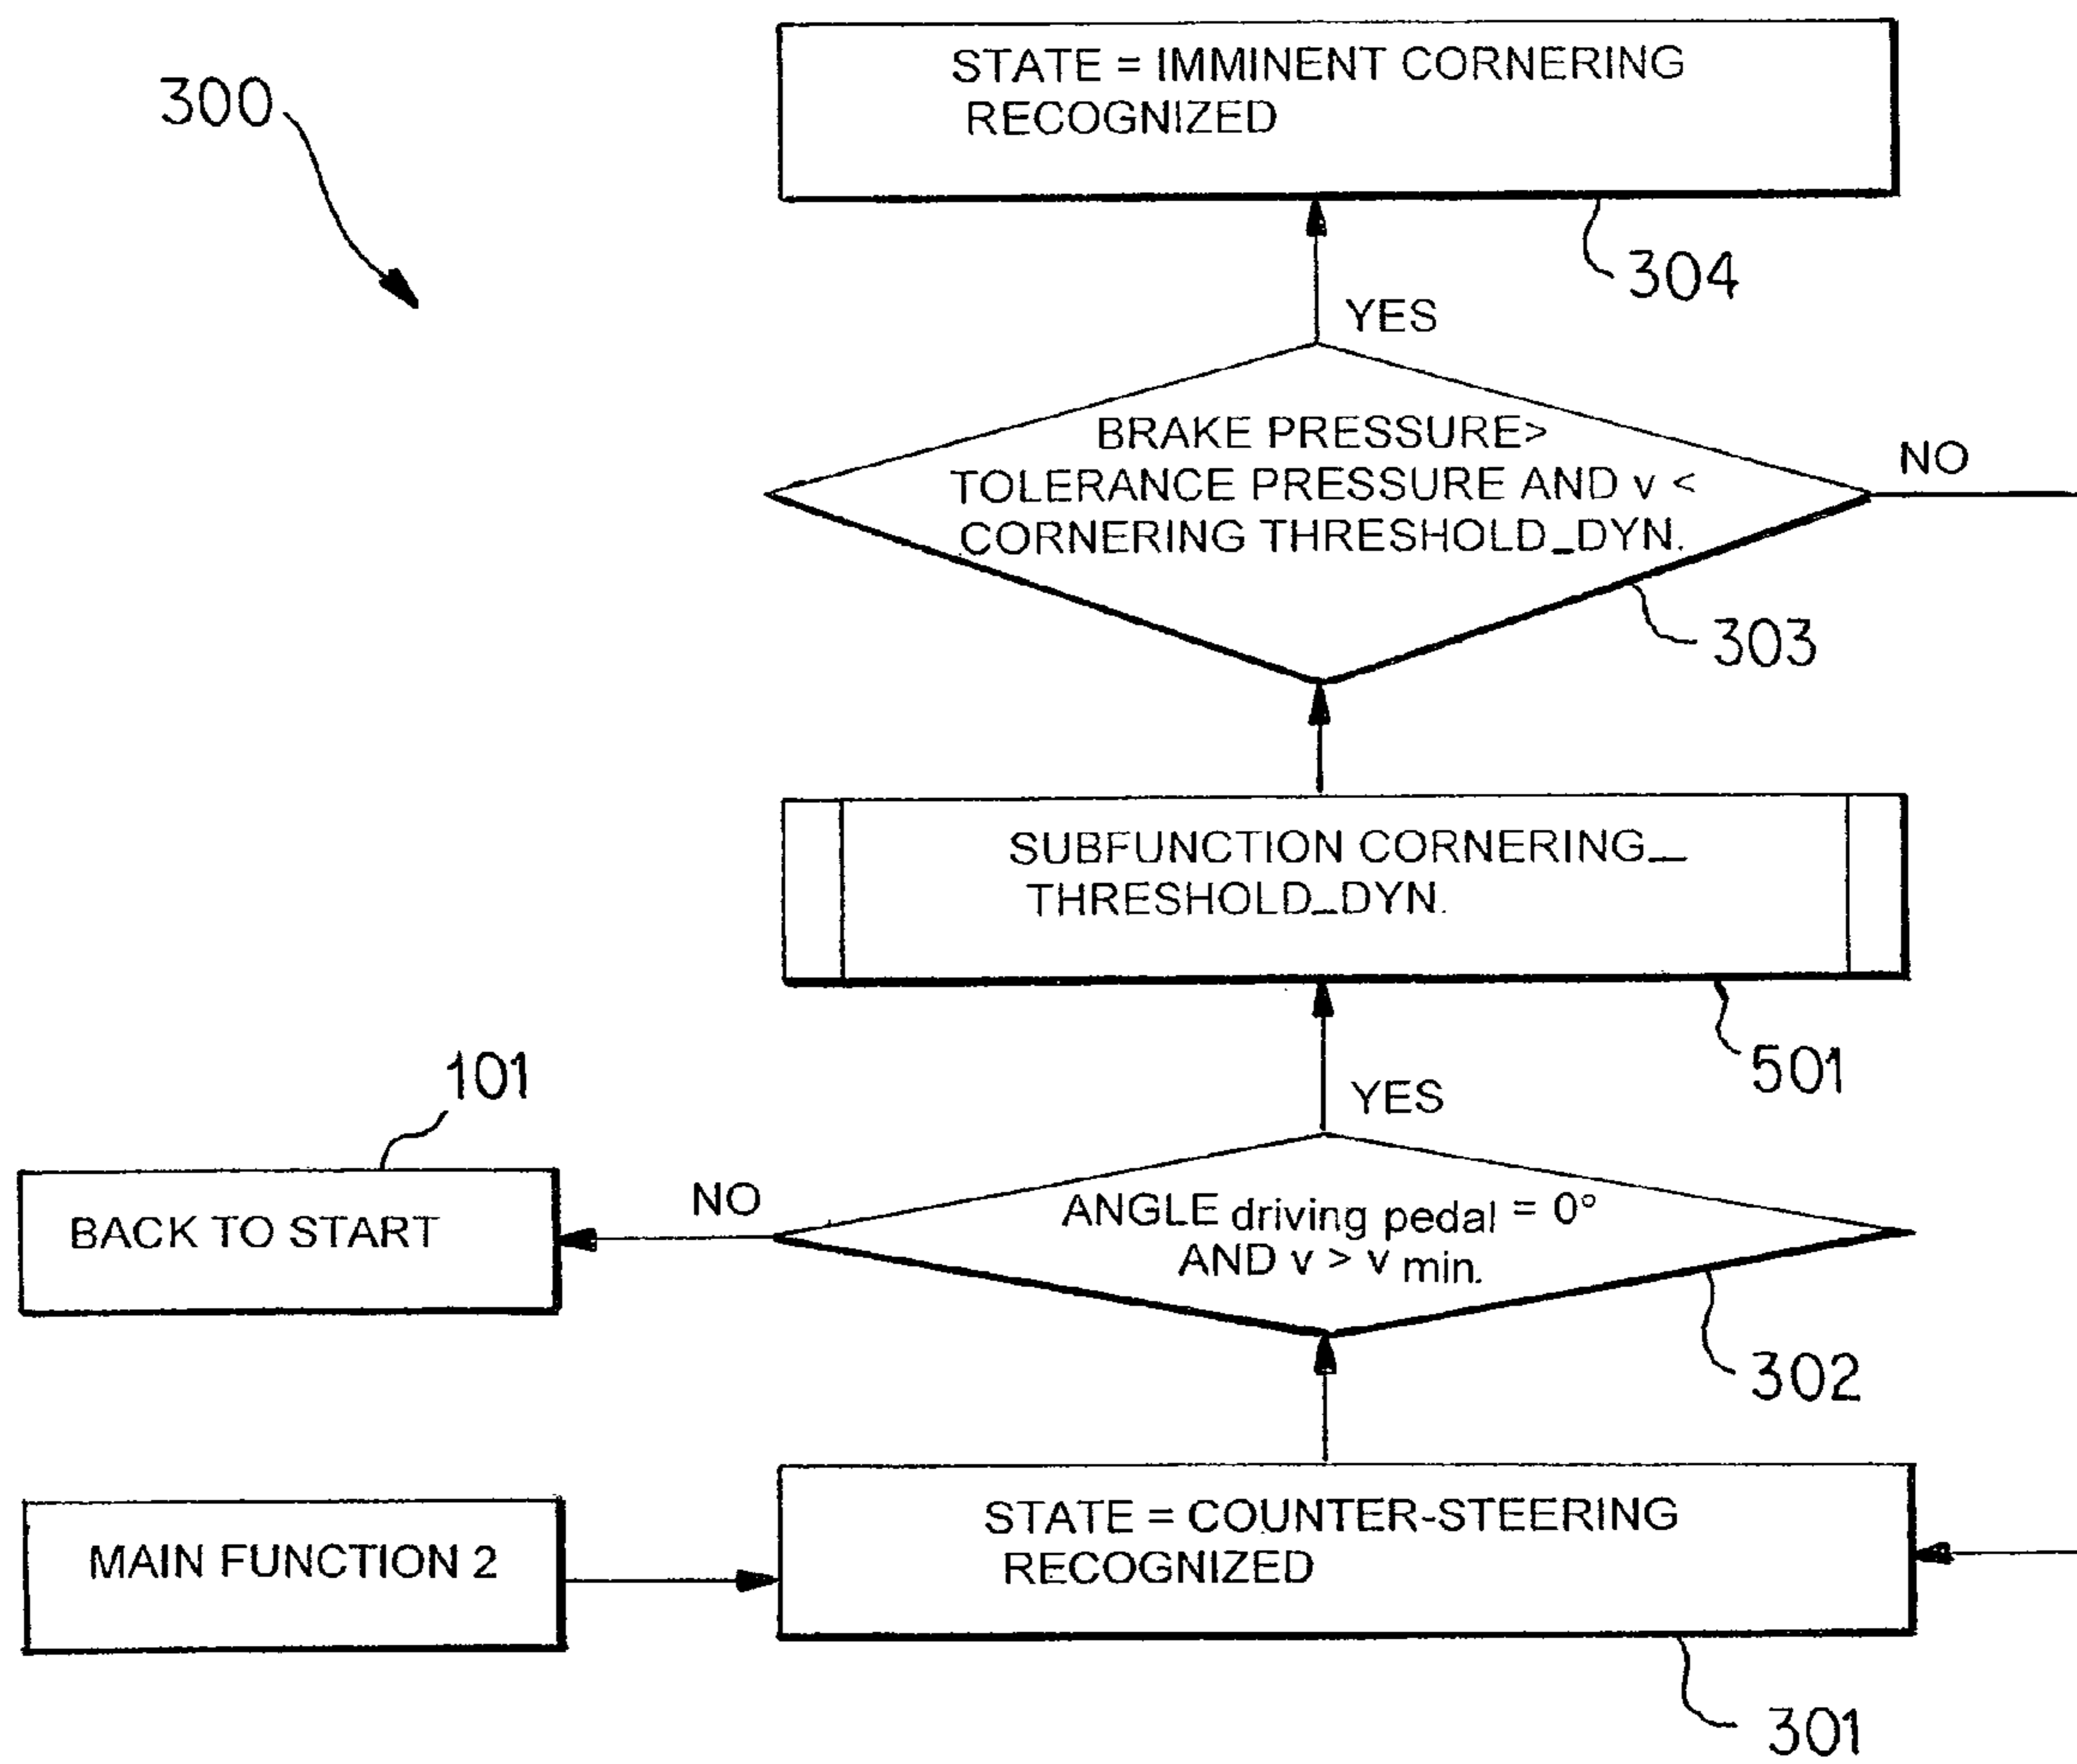 300
STATE = IMMINENT CORNERING
RECOGNIZED
304
YES
BRAKE PRESSURE>
TOLERANCE PRESSURE AND v <
CORNERING THRESHOLD_DYN.
NO
303
SUBFUNCTION CORNERING_
THRESHOLD_DYN.
501
YES
101
BACK TO START
NO
ANGLE driving pedal = 0°
AND v > v min.
302
MAIN FUNCTION 2
STATE = COUNTER-STEERING
RECOGNIZED
301